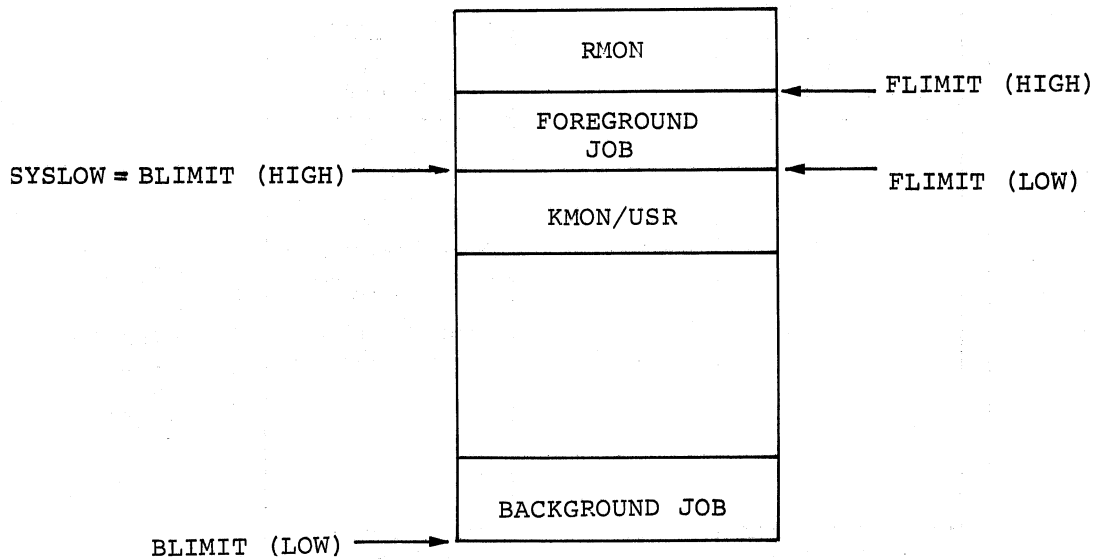 RMON
FLIMIT (HIGH)
FOREGROUND
JOB
SYSLOW = BLIMIT (HIGH)
FLIMIT (LOW)
KMON/USR
BACKGROUND JOB
BLIMIT (LOW)